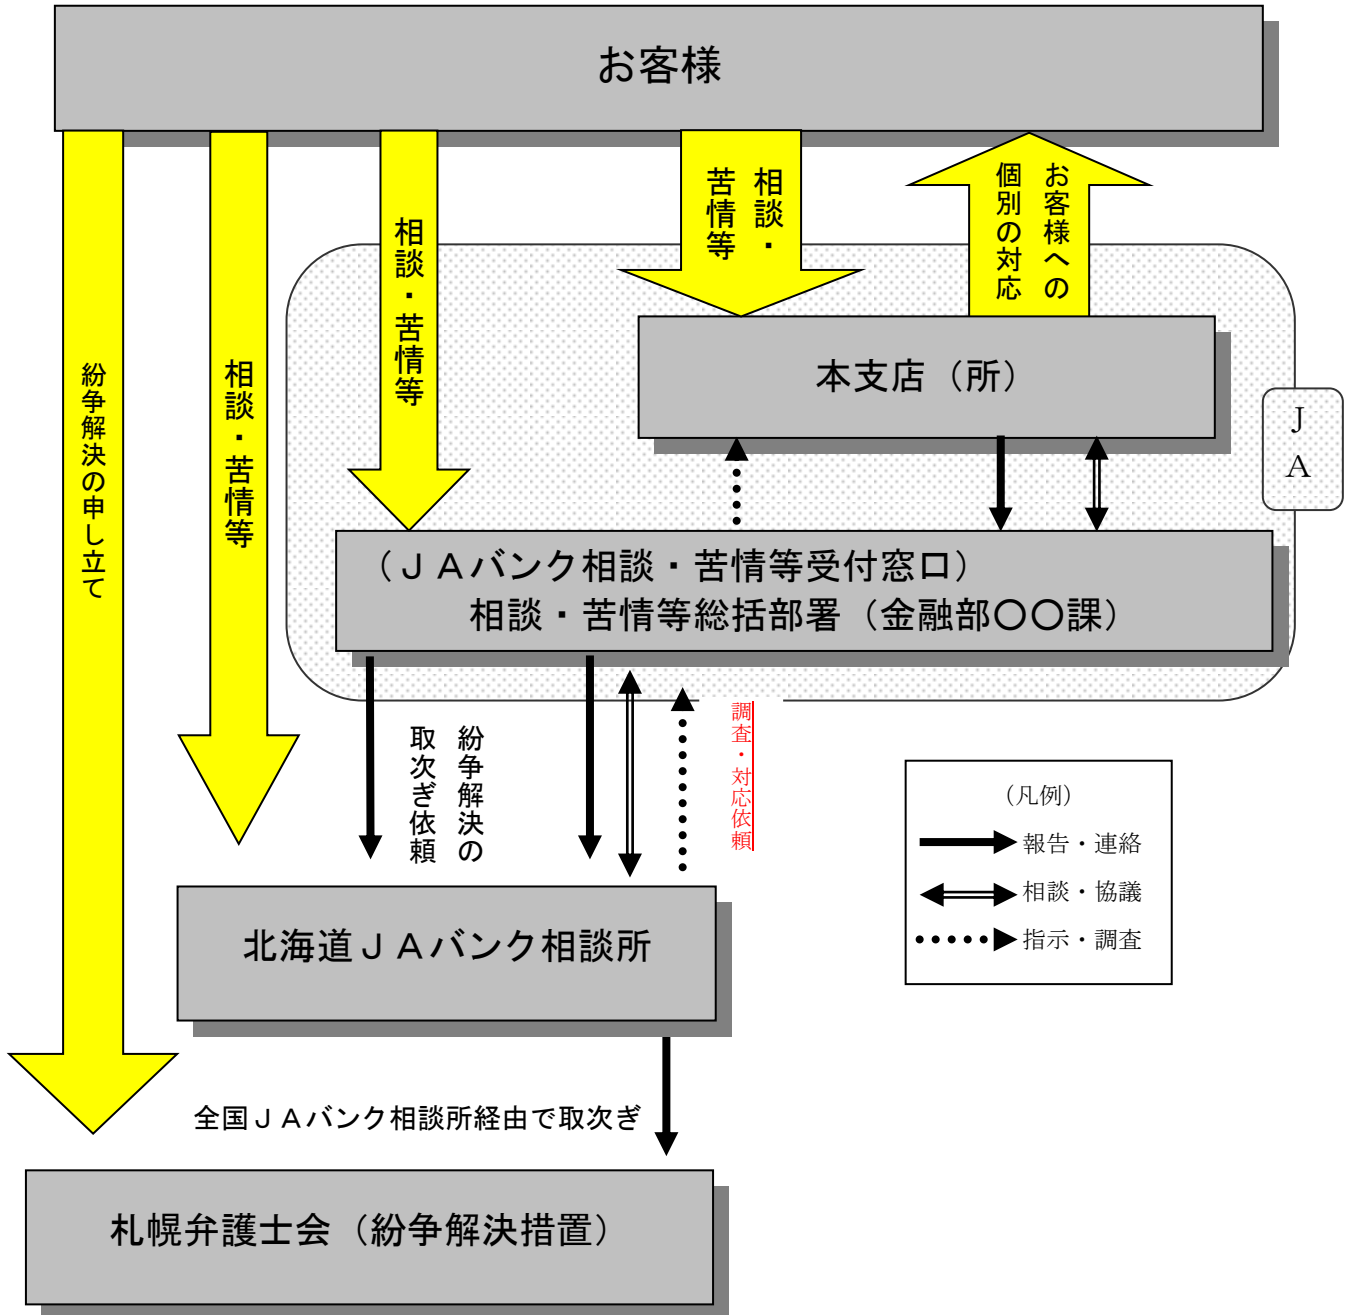 お客様
紛争解決の申し立て
相談・苦情等
相談・苦情等
相談・
苦情等
お客様への
個別の対応
本支店（所）
J
A
（ＪＡバンク相談・苦情等受付窓口）
相談・苦情等総括部署（金融部〇〇課）
紛争解決の
取次ぎ依頼
調査・対応依頼
（凡例）
報告・連絡
相談・協議
指示・調査
北海道ＪＡバンク相談所
全国ＪＡバンク相談所経由で取次ぎ
札幌弁護士会（紛争解決措置）